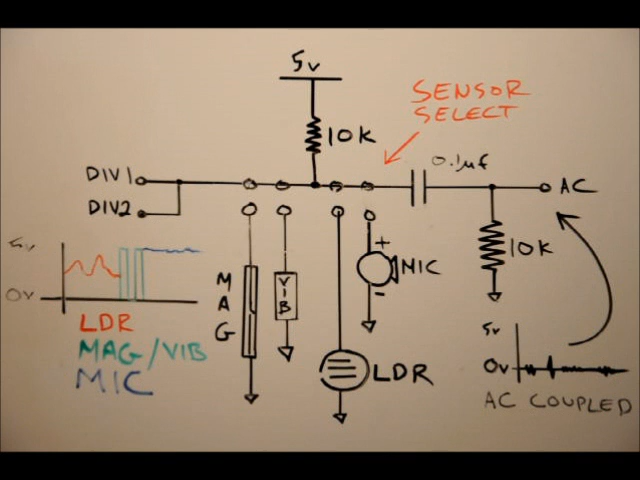 5v
SENSOR
SELECT
10K
0.1µf
DIV1
AC
DIV2
5v
MAG
VIB
+
MIC
-
10K
0v
LDR
MAG/VIB
MIC
LDR
5v
0v
AC COUPLED